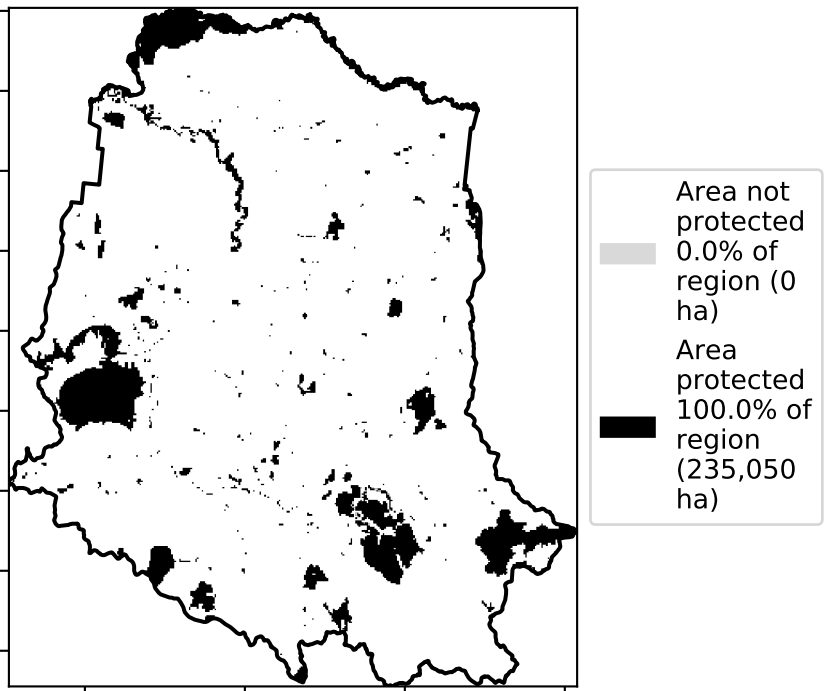 Area not
protected
0.0% of
region (0
ha)
Area
protected
100.0% of
region
(235,050
ha)